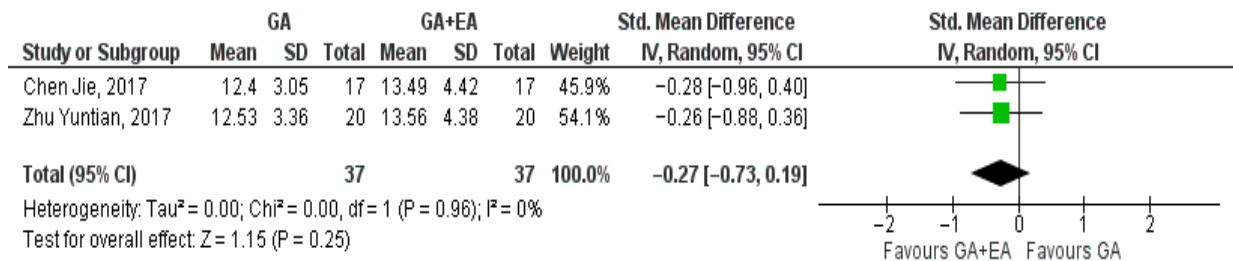 GA GA+EA Std. Mean Difference Std. Mean Difference
Study or Subgroup Mean SD Total Mean SD Total Weight IV, Random, 95% CI IV, Random, 95% CI
Chen Jie, 2017 12.4 3.05 17 13.49 4.42 17 45.9% −0.28 [−0.96, 0.40]
Zhu Yuntian, 2017 12.53 3.36 20 13.56 4.38 20 54.1% −0.26 [−0.88, 0.36]
Total (95% CI) 37 37 100.0% −0.27 [−0.73, 0.19]
Heterogeneity: Tau² = 0.00; Chi² = 0.00, df = 1 (P = 0.96); I² = 0%
Test for overall effect: Z = 1.15 (P = 0.25)
−2 −1 0 1 2
Favours GA+EA Favours GA